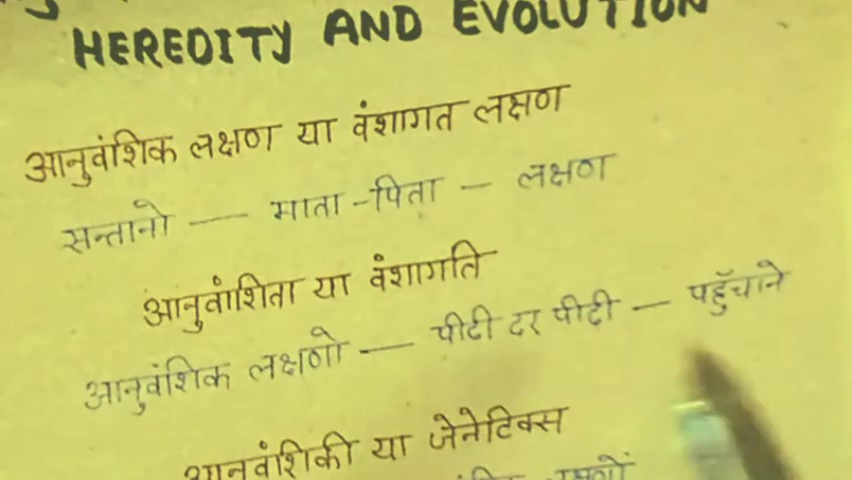 HEREDITY AND EVOLUTION
आनुवंशिक लक्षण या वंशागत लक्षण
सन्तानो — माता-पिता — लक्षण
आनुवांशिता या वंशागति
आनुवंशिक लक्षणो — पीटी दर पीटी — पहुँचाने
आनुवंशिकी या जेनेटिक्स